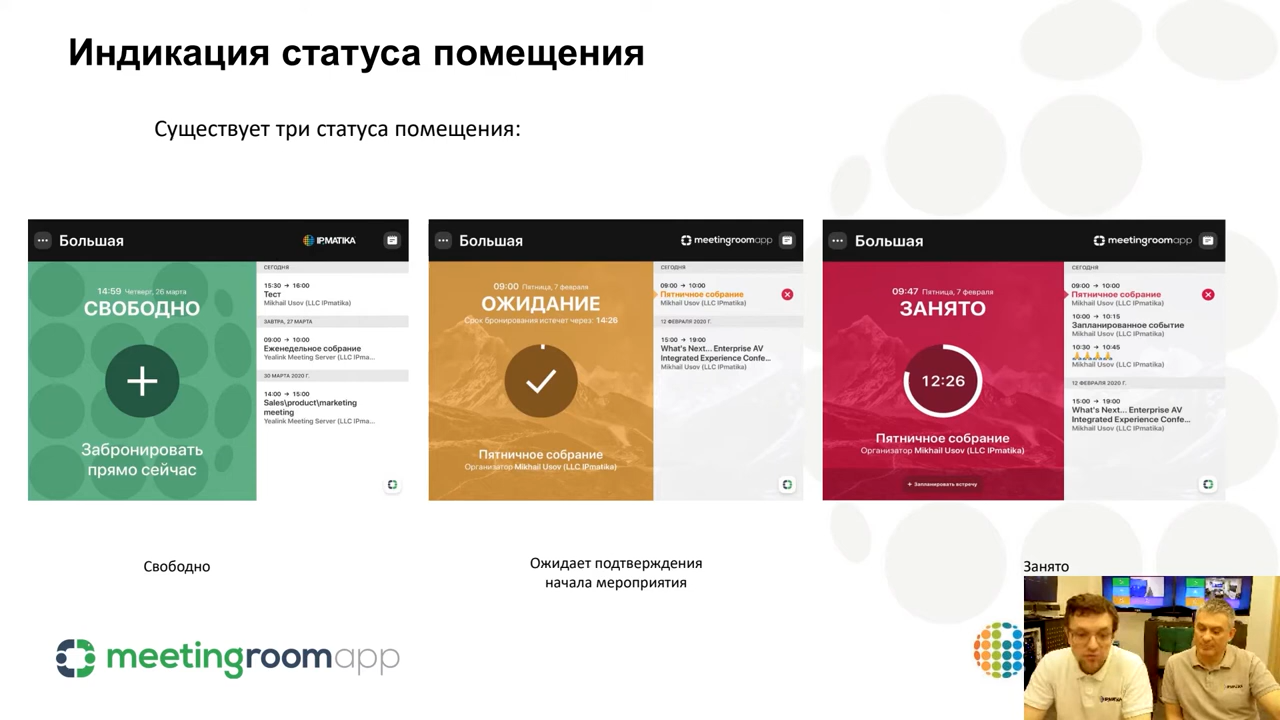 Индикация статуса помещения
Существует три статуса помещения:
Большая
IPMATIKA
14:59 Четверг, 26 марта
СВОБОДНО
Забронировать
прямо сейчас
СЕГОДНЯ
15:30 → 16:00
Тест
Mikhail Usov (LLC IPmatika)
ЗАВТРА, 27 МАРТА
09:00 → 10:00
Еженедельное собрание
Yealink Meeting Server (LLC IPma...
30 МАРТА 2020 Г.
14:00 → 15:00
Sales\product\marketing
meeting
Yealink Meeting Server (LLC IPma...
Большая
meetingroomapp
09:00 Пятница, 7 февраля
ОЖИДАНИЕ
Срок бронирования истечет через: 14:26
Пятничное собрание
Организатор Mikhail Usov (LLC IPmatika)
СЕГОДНЯ
09:00 → 10:00
Пятничное собрание
Mikhail Usov (LLC IPmatika)
12 ФЕВРАЛЯ 2020 Г.
15:00 → 19:00
What's Next... Enterprise AV
Integrated Experience Confe...
Mikhail Usov (LLC IPmatika)
Большая
meetingroomapp
09:47 Пятница, 7 февраля
ЗАНЯТО
12:26
Пятничное собрание
Организатор Mikhail Usov (LLC IPmatika)
+ Запланировать встречу
СЕГОДНЯ
09:00 → 10:00
Пятничное собрание
Mikhail Usov (LLC IPmatika)
10:00 → 10:15
Запланированное событие
Mikhail Usov (LLC IPmatika)
10:30 → 10:45
🙏🙏🙏🙏
Mikhail Usov (LLC IPmatika)
12 ФЕВРАЛЯ 2020 Г.
15:00 → 19:00
What's Next... Enterprise AV
Integrated Experience Confe...
Mikhail Usov (LLC IPmatika)
Свободно
Ожидает подтверждения
начала мероприятия
Занято
meetingroomapp